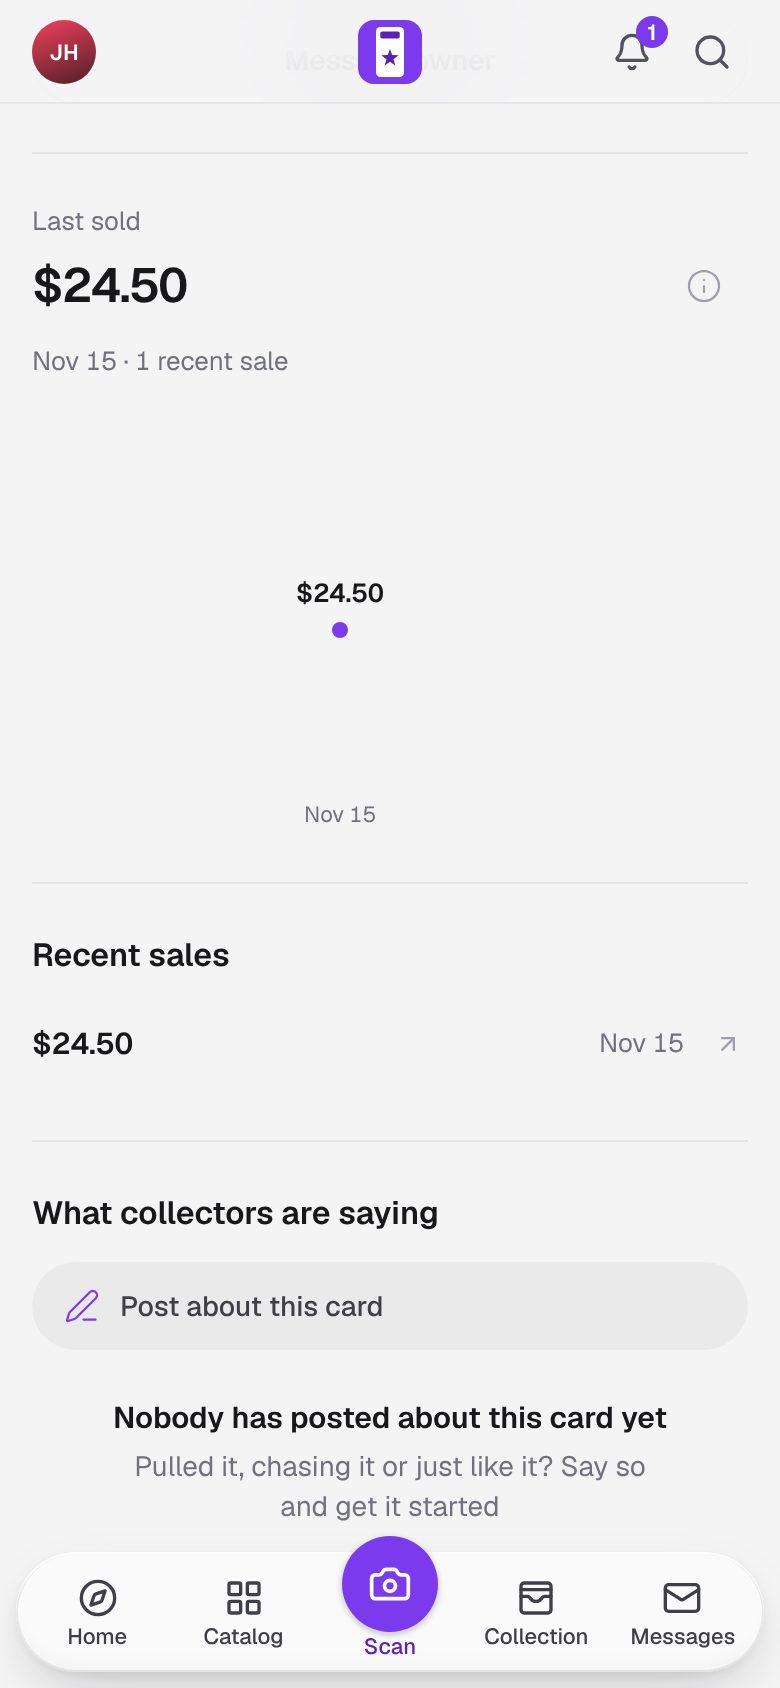 JH
1
Last sold
$24.50
Nov 15 · 1 recent sale
$24.50
Nov 15
Recent sales
$24.50
Nov 15
What collectors are saying
Post about this card
Nobody has posted about this card yet
Pulled it, chasing it or just like it? Say so
and get it started
Home
Catalog
Scan
Collection
Messages